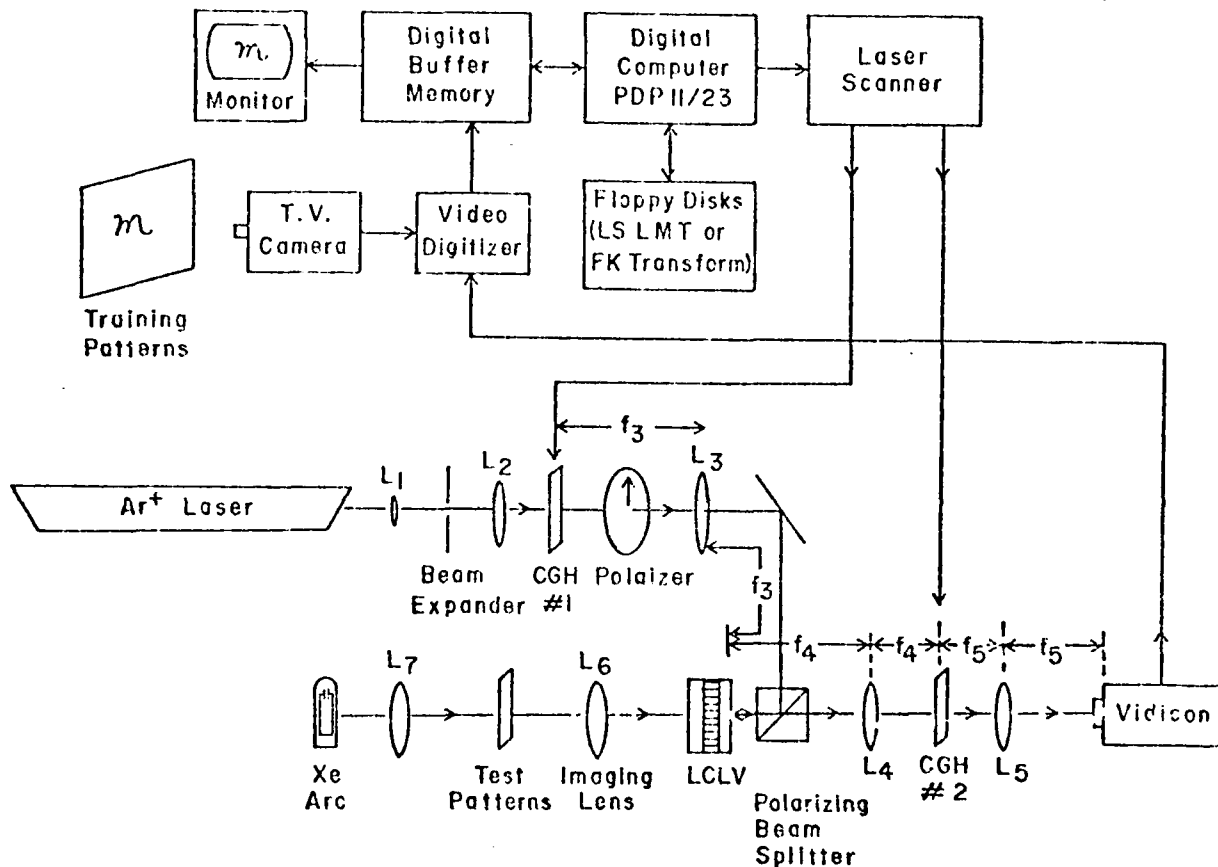 m
Monitor
Digital
Buffer
Memory
Digital
Computer
PDP 11/23
Laser
Scanner
m
Training
Patterns
T.V.
Camera
Video
Digitizer
Floppy Disks
(LS LMT or
FK Transform)
f3
Ar+ Laser
L1
L2
L3
Beam
Expander
CGH
#1
Polaizer
f3
f4
f4
f5
f5
L7
L6
Vidicon
Xe
Arc
Test
Patterns
Imaging
Lens
LCLV
Polarizing
Beam
Splitter
L4
CGH
#2
L5